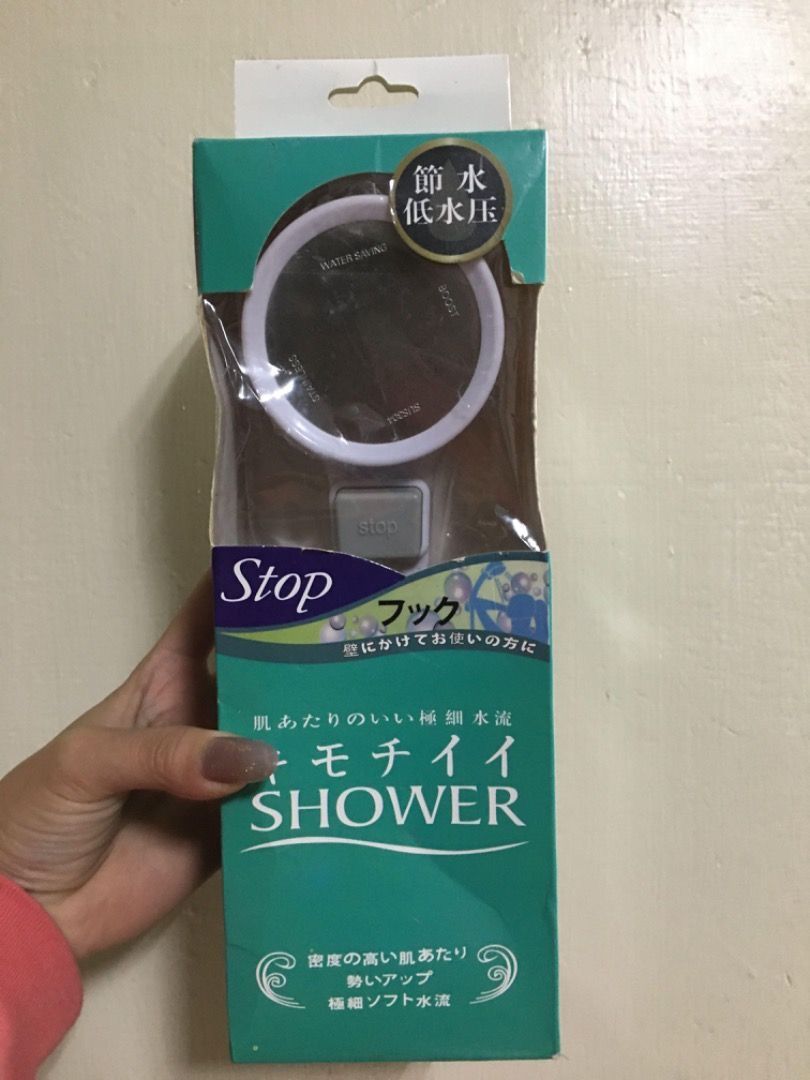 節水
低水压
WATER SAVING
BOOST
STAINLESS
SUS304
stop
Stop
フック
壁にかけてお使いの方に
肌あたりのいい極細水流
キモチイイ
SHOWER
密度の高い肌あたり
勢いアップ
極細ソフト水流